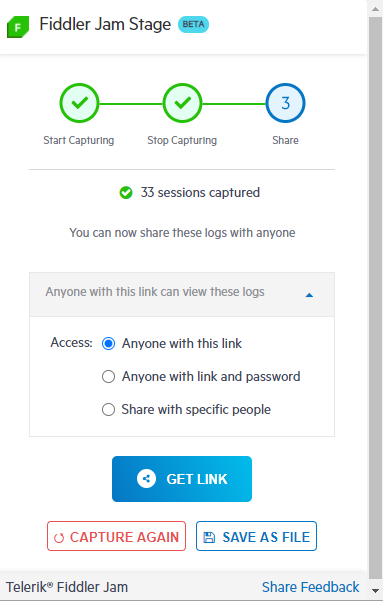 F
Fiddler Jam Stage BETA
3
Start Capturing Stop Capturing Share
33 sessions captured
You can now share these logs with anyone
Anyone with this link can view these logs
Access: Anyone with this link
Anyone with link and password
Share with specific people
GET LINK
CAPTURE AGAIN SAVE AS FILE
Telerik® Fiddler Jam Share Feedback